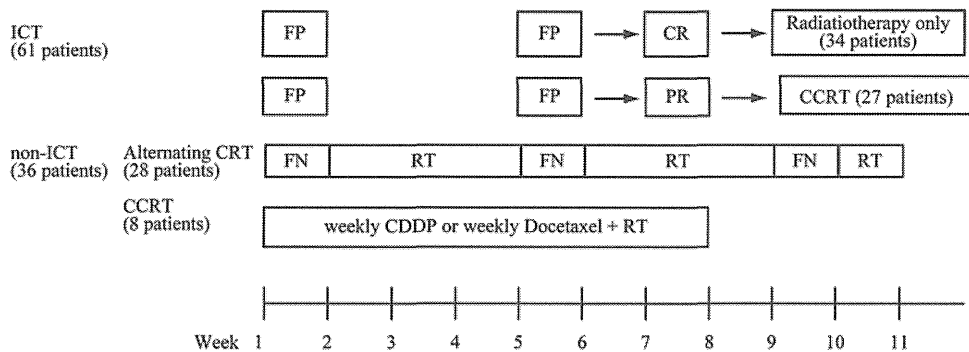 ICT
(61 patients)
FP
FP
CR
Radiatiotherapy only
(34 patients)
FP
FP
PR
CCRT (27 patients)
non-ICT
(36 patients)
Alternating CRT
(28 patients)
FN
RT
FN
RT
FN
RT
CCRT
(8 patients)
weekly CDDP or weekly Docetaxel + RT
Week 1 2 3 4 5 6 7 8 9 10 11